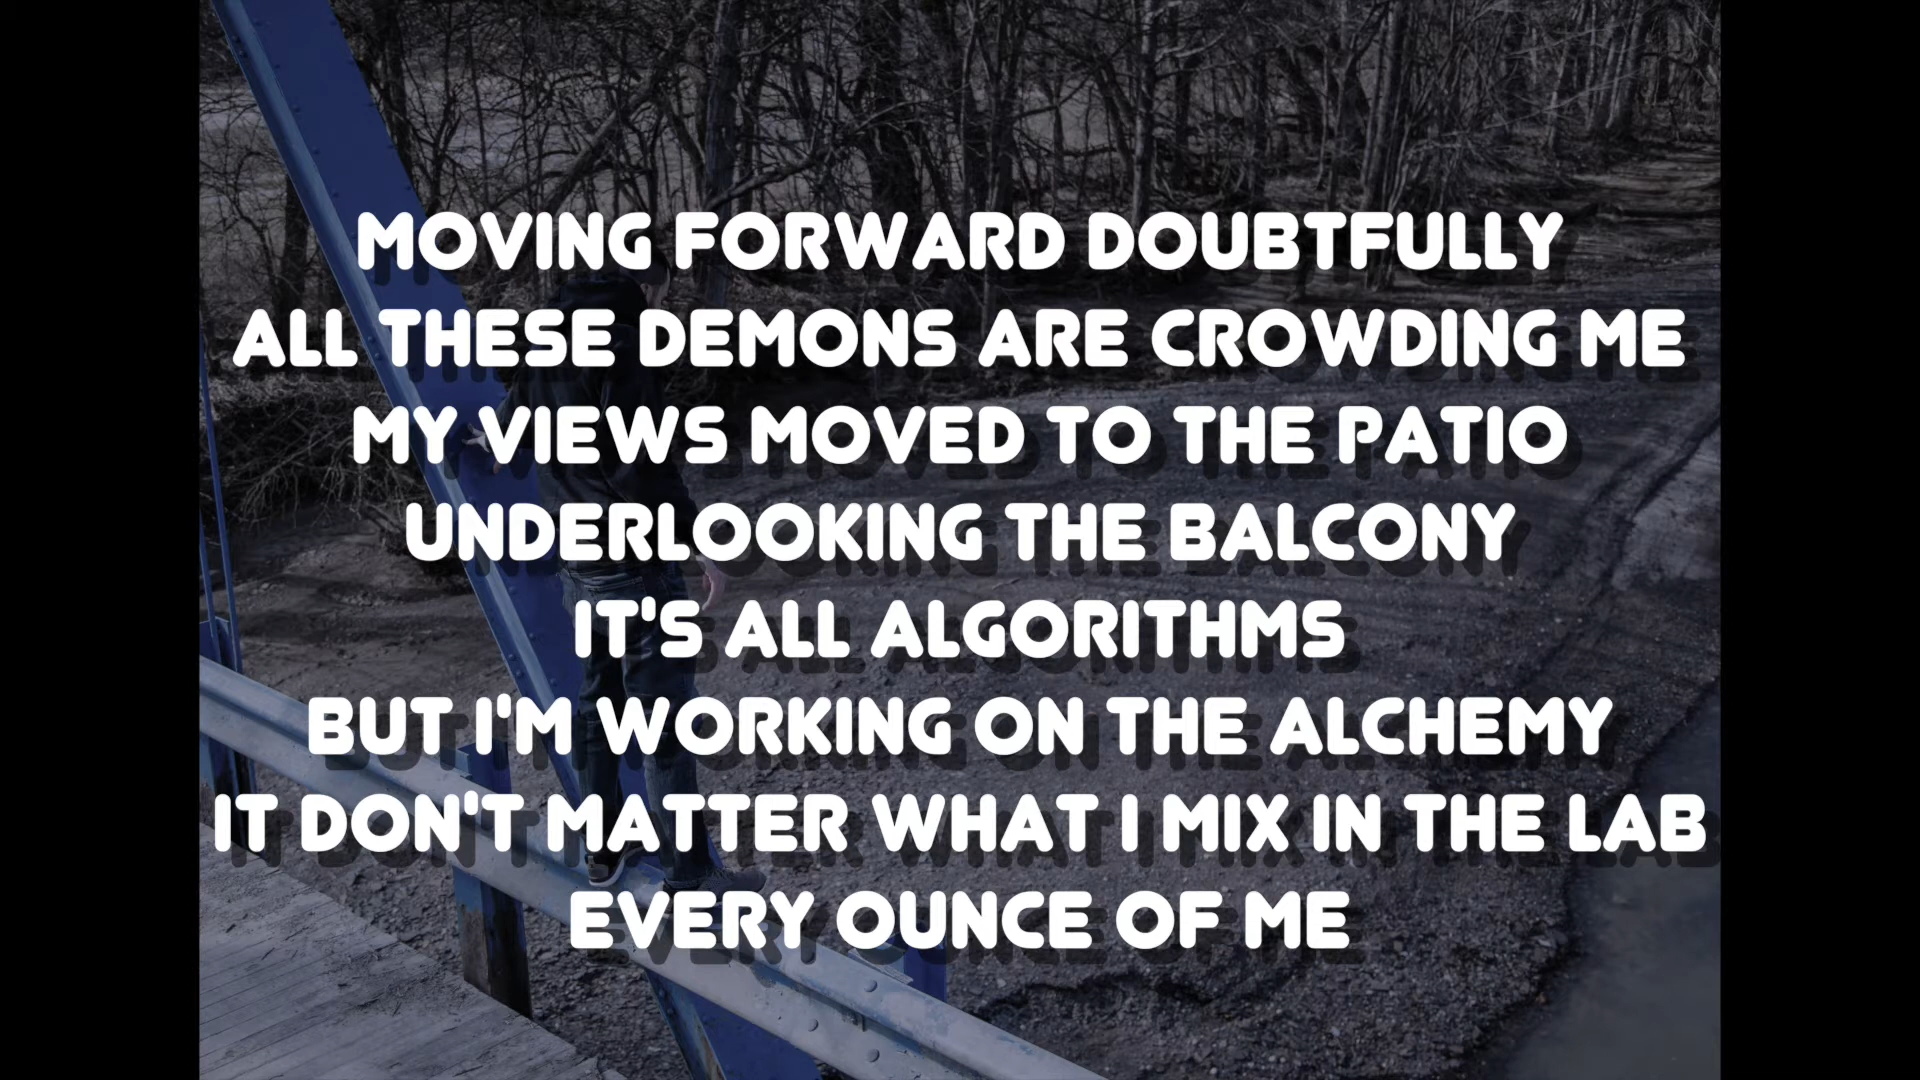 MOVING FORWARD DOUBTFULLY
ALL THESE DEMONS ARE CROWDING ME
MY VIEWS MOVED TO THE PATIO
UNDERLOOKING THE BALCONY
IT'S ALL ALGORITHMS
BUT I'M WORKING ON THE ALCHEMY
IT DON'T MATTER WHAT I MIX IN THE LAB
EVERY OUNCE OF ME